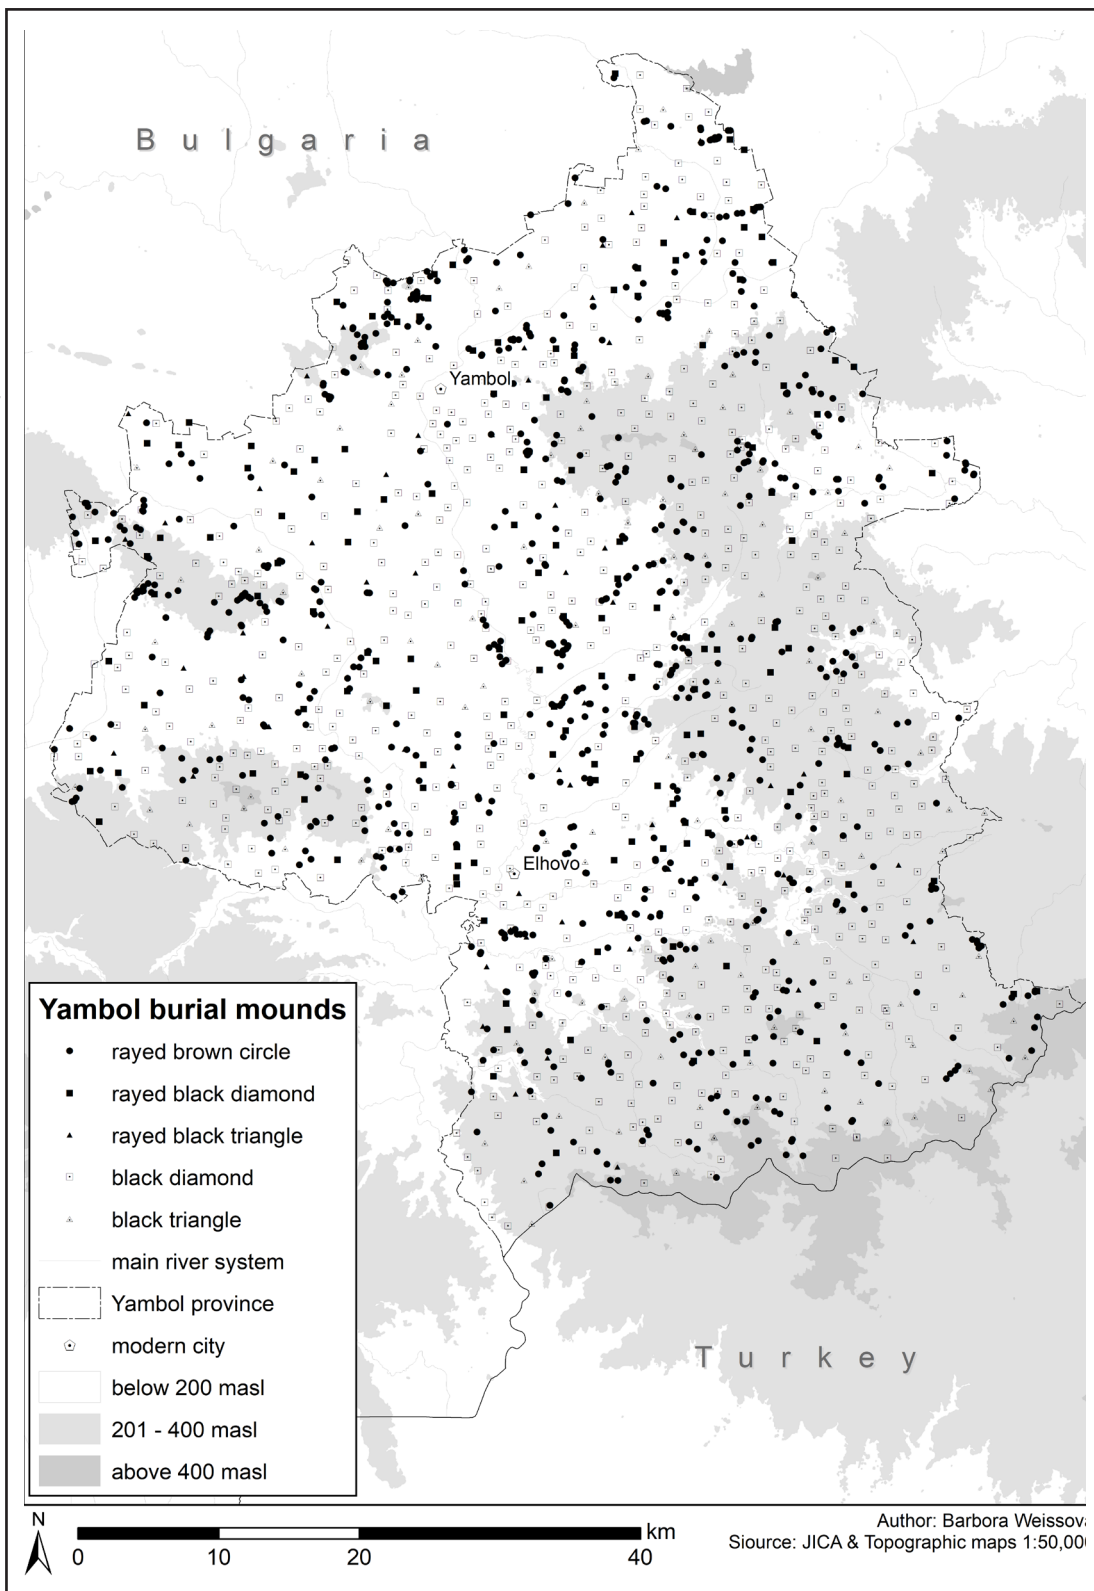 Bulgaria
Yambol
Elhovo
Yambol burial mounds
rayed brown circle
rayed black diamond
rayed black triangle
black diamond
black triangle
main river system
Yambol province
modern city
below 200 masl
201 - 400 masl
above 400 masl
Turkey
N
km
0 10 20 40
Author: Barbora Weissova
Siource: JICA & Topographic maps 1:50,000